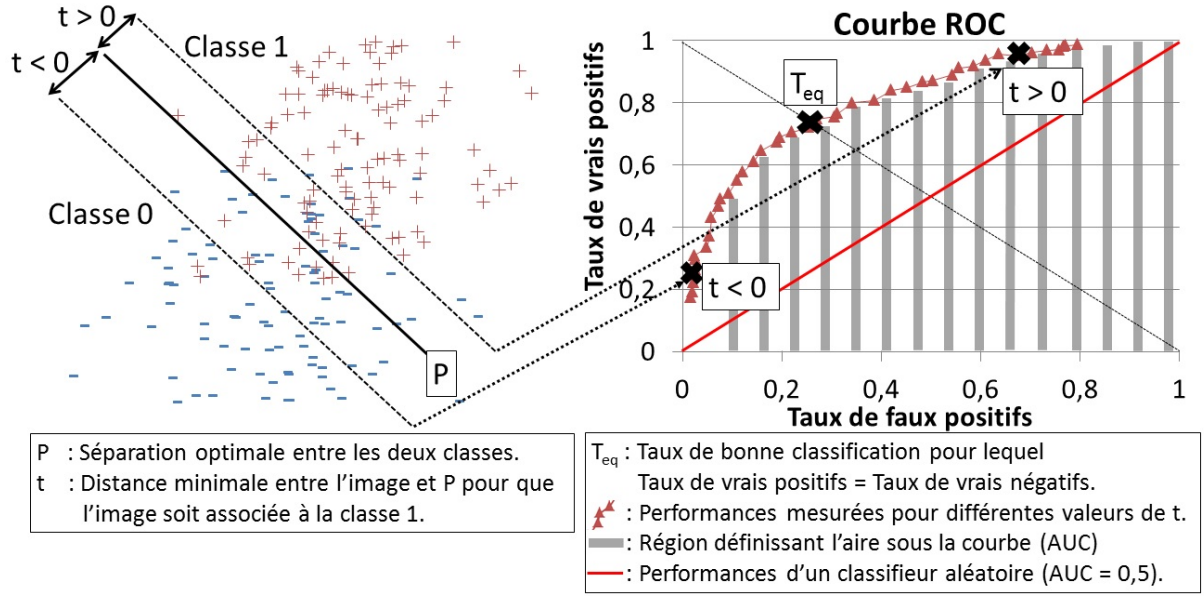 t > 0
Classe 1
t < 0
Classe 0
P
P : Séparation optimale entre les deux classes.
t : Distance minimale entre l'image et P pour que
l'image soit associée à la classe 1.
Courbe ROC
Taux de vrais positifs
1
0,8
0,6
0,4
0,2
0
T_eq
t > 0
t < 0
0 0,2 0,4 0,6 0,8 1
Taux de faux positifs
T_eq : Taux de bonne classification pour lequel
Taux de vrais positifs = Taux de vrais négatifs.
: Performances mesurées pour différentes valeurs de t.
: Région définissant l'aire sous la courbe (AUC)
: Performances d'un classifieur aléatoire (AUC = 0,5).